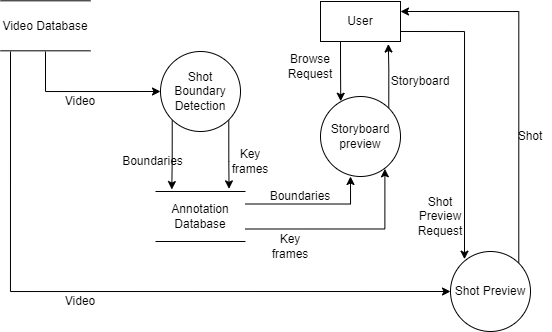 Video Database
User
Browse
Request
Storyboard
Shot
Boundary
Detection
Video
Storyboard
preview
Shot
Boundaries
Key
frames
Boundaries
Annotation
Database
Shot
Preview
Request
Key
frames
Shot Preview
Video